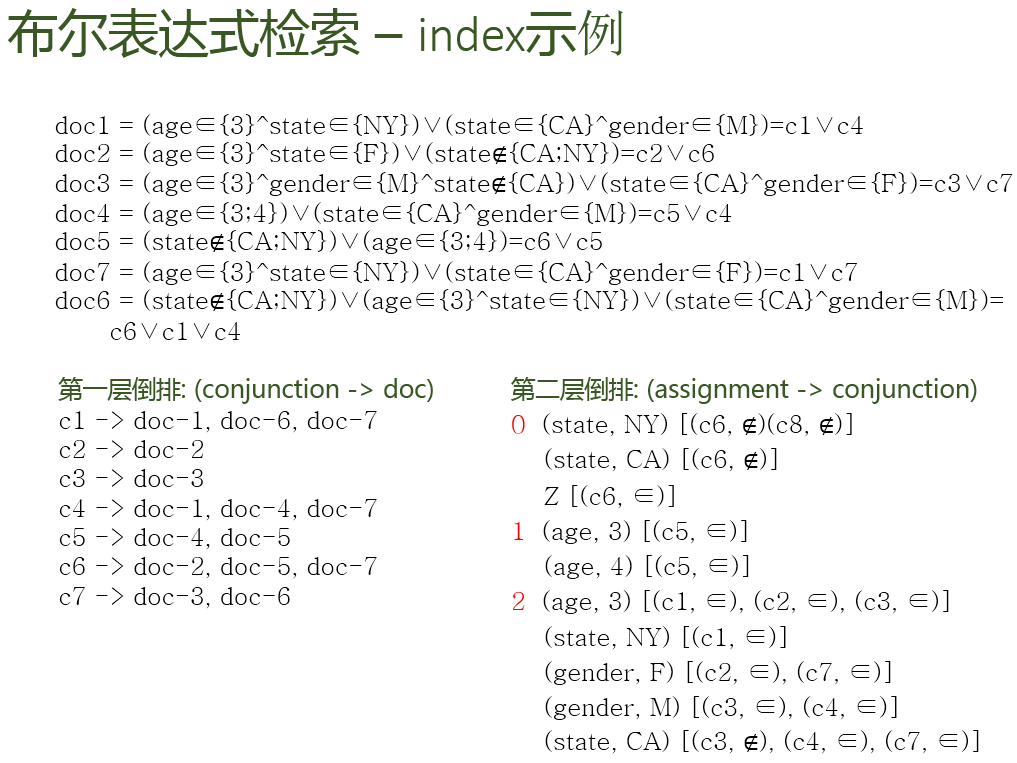 布尔表达式检索 – index示例
doc1 = (age∈{3}^state∈{NY})∨(state∈{CA}^gender∈{M})=c1∨c4
doc2 = (age∈{3}^state∈{F})∨(state∉{CA;NY})=c2∨c6
doc3 = (age∈{3}^gender∈{M}^state∉{CA})∨(state∈{CA}^gender∈{F})=c3∨c7
doc4 = (age∈{3;4})∨(state∈{CA}^gender∈{M})=c5∨c4
doc5 = (state∉{CA;NY})∨(age∈{3;4})=c6∨c5
doc7 = (age∈{3}^state∈{NY})∨(state∈{CA}^gender∈{F})=c1∨c7
doc6 = (state∉{CA;NY})∨(age∈{3}^state∈{NY})∨(state∈{CA}^gender∈{M})=
c6∨c1∨c4
第一层倒排: (conjunction -> doc)
c1 -> doc-1, doc-6, doc-7
c2 -> doc-2
c3 -> doc-3
c4 -> doc-1, doc-4, doc-7
c5 -> doc-4, doc-5
c6 -> doc-2, doc-5, doc-7
c7 -> doc-3, doc-6
第二层倒排: (assignment -> conjunction)
0 (state, NY) [(c6, ∉)(c8, ∉)]
(state, CA) [(c6, ∉)]
Z [(c6, ∈)]
1 (age, 3) [(c5, ∈)]
(age, 4) [(c5, ∈)]
2 (age, 3) [(c1, ∈), (c2, ∈), (c3, ∈)]
(state, NY) [(c1, ∈)]
(gender, F) [(c2, ∈), (c7, ∈)]
(gender, M) [(c3, ∈), (c4, ∈)]
(state, CA) [(c3, ∉), (c4, ∈), (c7, ∈)]